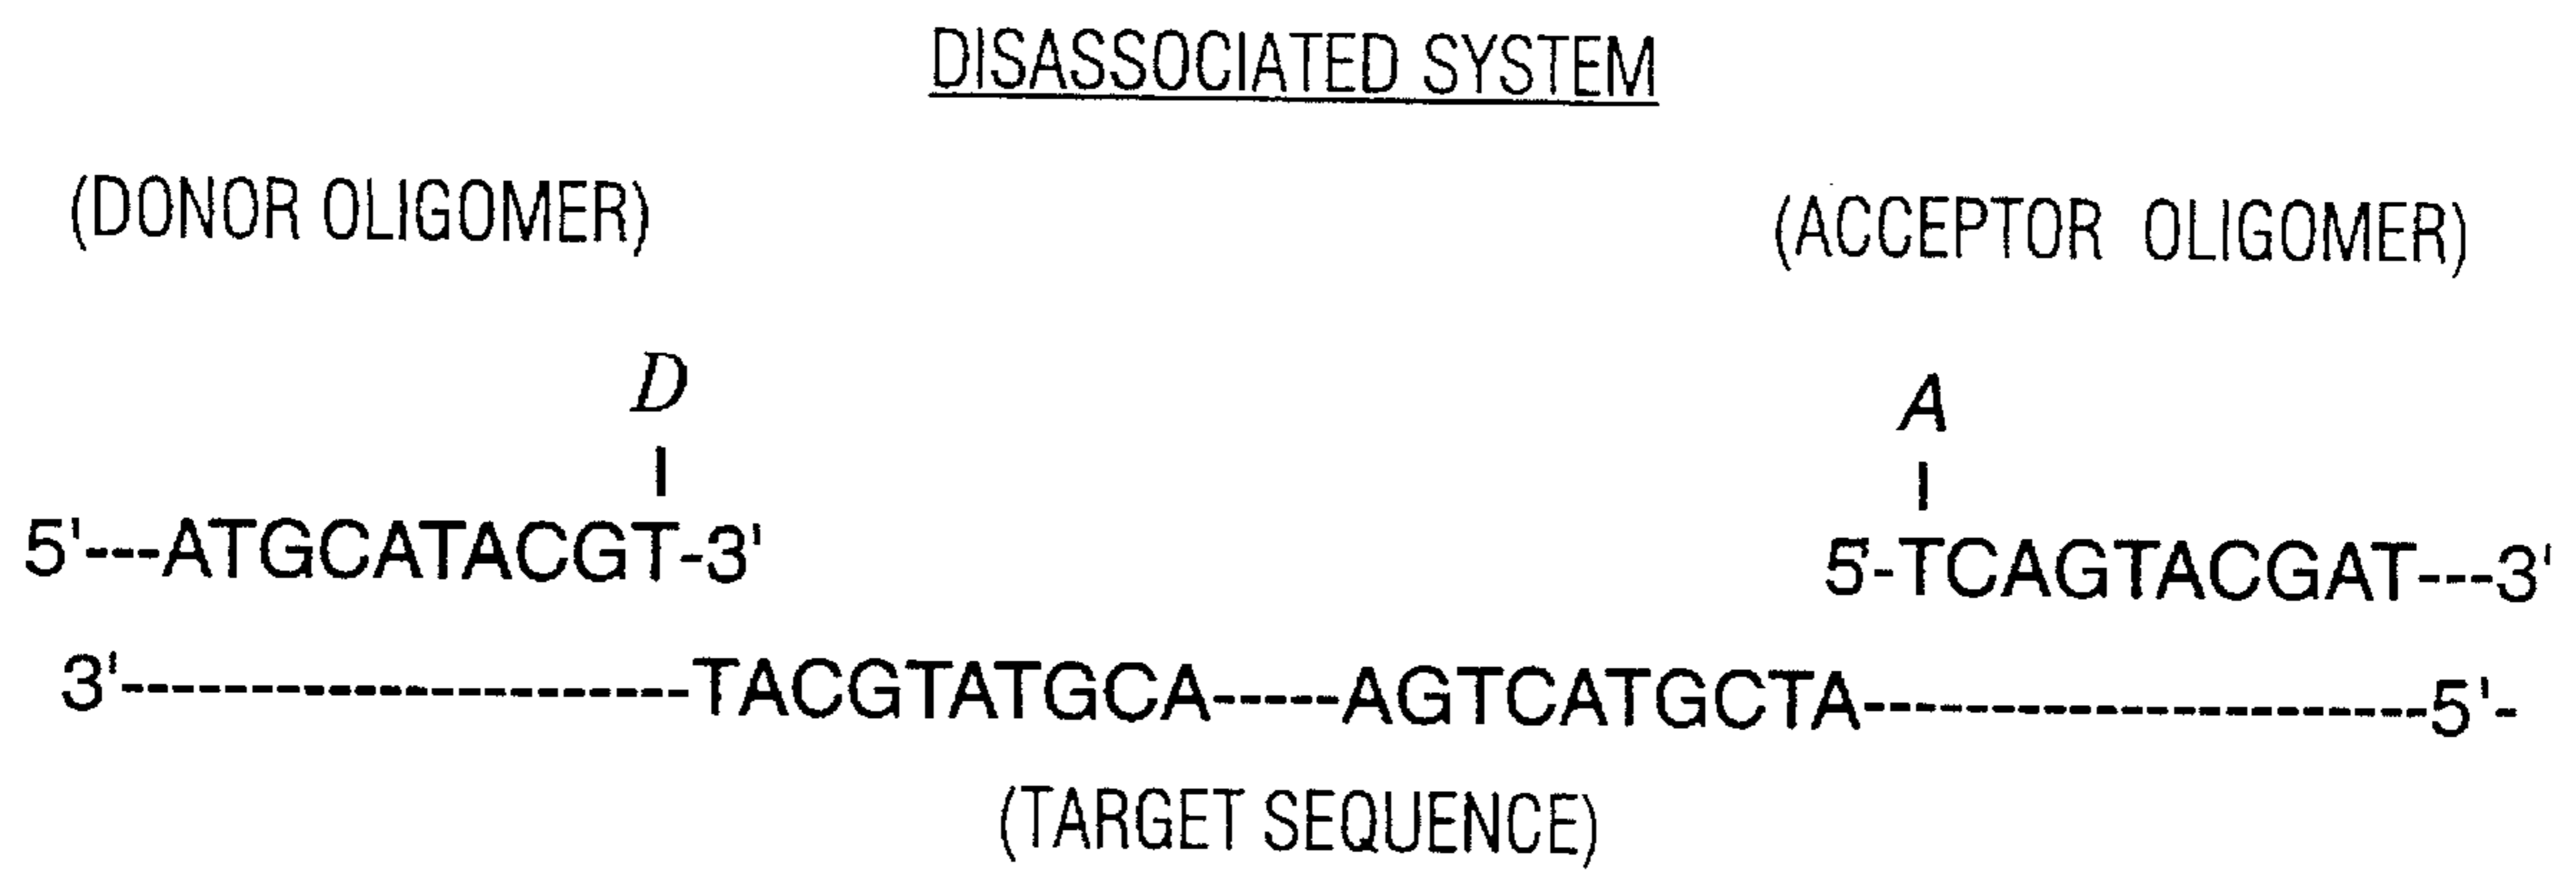 DISASSOCIATED SYSTEM
(DONOR OLIGOMER) (ACCEPTOR OLIGOMER)
D A
5'---ATGCATACGT-3' 5'-TCAGTACGAT---3'
3'-----------------------TACGTATGCA-----AGTCATGCTA-----------------------5'-
(TARGET SEQUENCE)